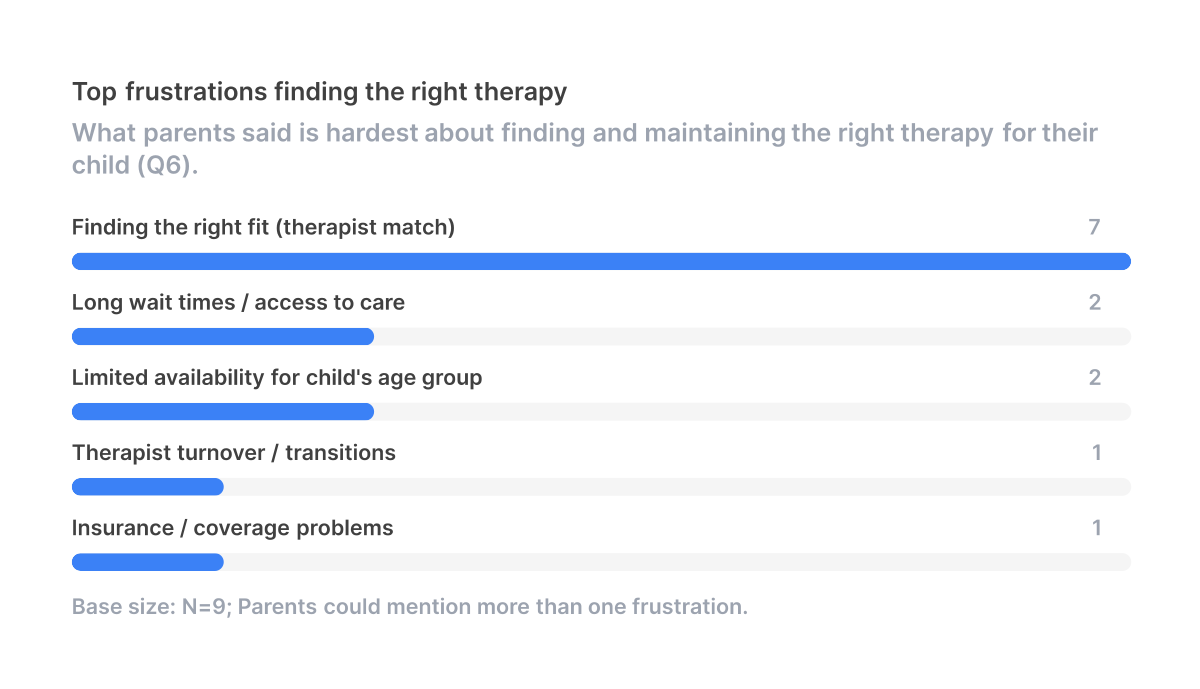 Top frustrations finding the right therapy
What parents said is hardest about finding and maintaining the right therapy for their
child (Q6).
Finding the right fit (therapist match) 7
Long wait times / access to care 2
Limited availability for child's age group 2
Therapist turnover / transitions 1
Insurance / coverage problems 1
Base size: N=9; Parents could mention more than one frustration.